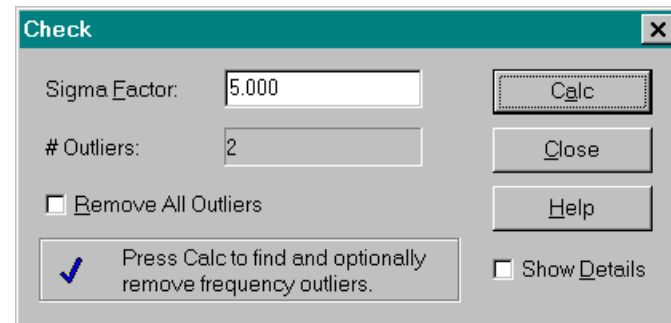 Check
Sigma Factor:
5.000
Calc
# Outliers:
2
Close
Remove All Outliers
Help
Press Calc to find and optionally
remove frequency outliers.
Show Details